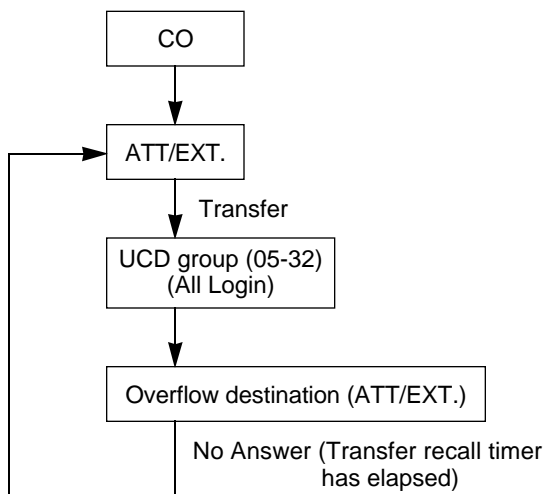 CO
ATT/EXT.
Transfer
UCD group (05-32)
(All Login)
Overflow destination (ATT/EXT.)
No Answer (Transfer recall timer
has elapsed)